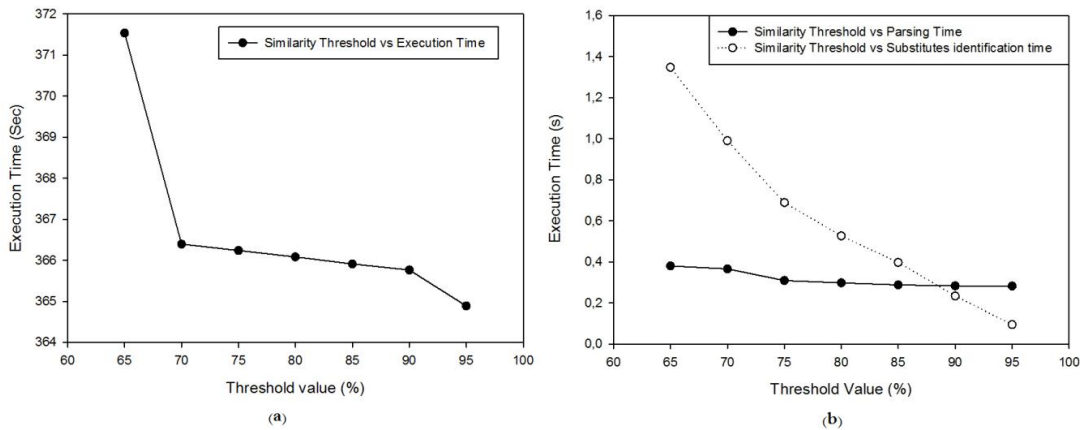 372
371
370
369
368
367
366
365
364
Execution Time (Sec)
Similarity Threshold vs Execution Time
60 65 70 75 80 85 90 95 100
Threshold value (%)
(a)
1,6
1,4
1,2
1,0
0,8
0,6
0,4
0,2
0,0
Execution Time (s)
Similarity Threshold vs Parsing Time
Similarity Threshold vs Substitutes identification time
60 65 70 75 80 85 90 95 100
Threshold Value (%)
(b)